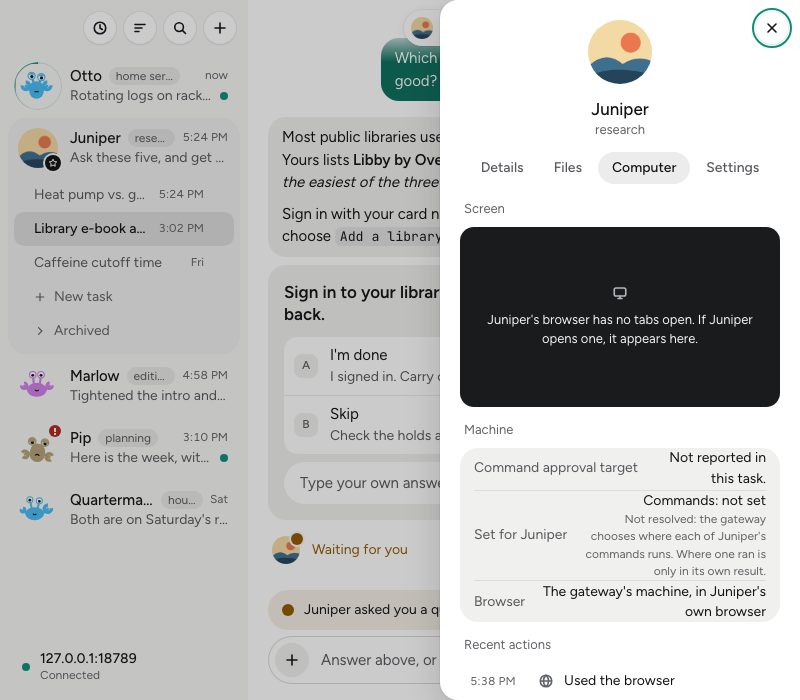 Otto home ser... now
Rotating logs on rack...
Juniper rese... 5:24 PM
Ask these five, and get ...
Heat pump vs. g... 5:24 PM
Library e-book a... 3:02 PM
Caffeine cutoff time Fri
New task
Archived
Marlow editi... 4:58 PM
Tightened the intro and...
Pip planning 3:10 PM
Here is the week, wit...
Quarterma... hou... Sat
Both are on Saturday's r...
127.0.0.1:18789
Connected
Which
good?
Most public libraries use
Yours lists Libby by Ove
the easiest of the three
Sign in with your card n
choose Add a library
Sign in to your librar
back.
A I'm done
I signed in. Carry o
B Skip
Check the holds a
Type your own answe
Waiting for you
Juniper asked you a q
Answer above, or
Juniper
research
Details Files Computer Settings
Screen
Juniper's browser has no tabs open. If Juniper
opens one, it appears here.
Machine
Command approval target Not reported in
this task.
Set for Juniper Commands: not set
Not resolved: the gateway
chooses where each of Juniper's
commands runs. Where one ran is
only in its own result.
Browser The gateway's machine, in Juniper's
own browser
Recent actions
5:38 PM Used the browser